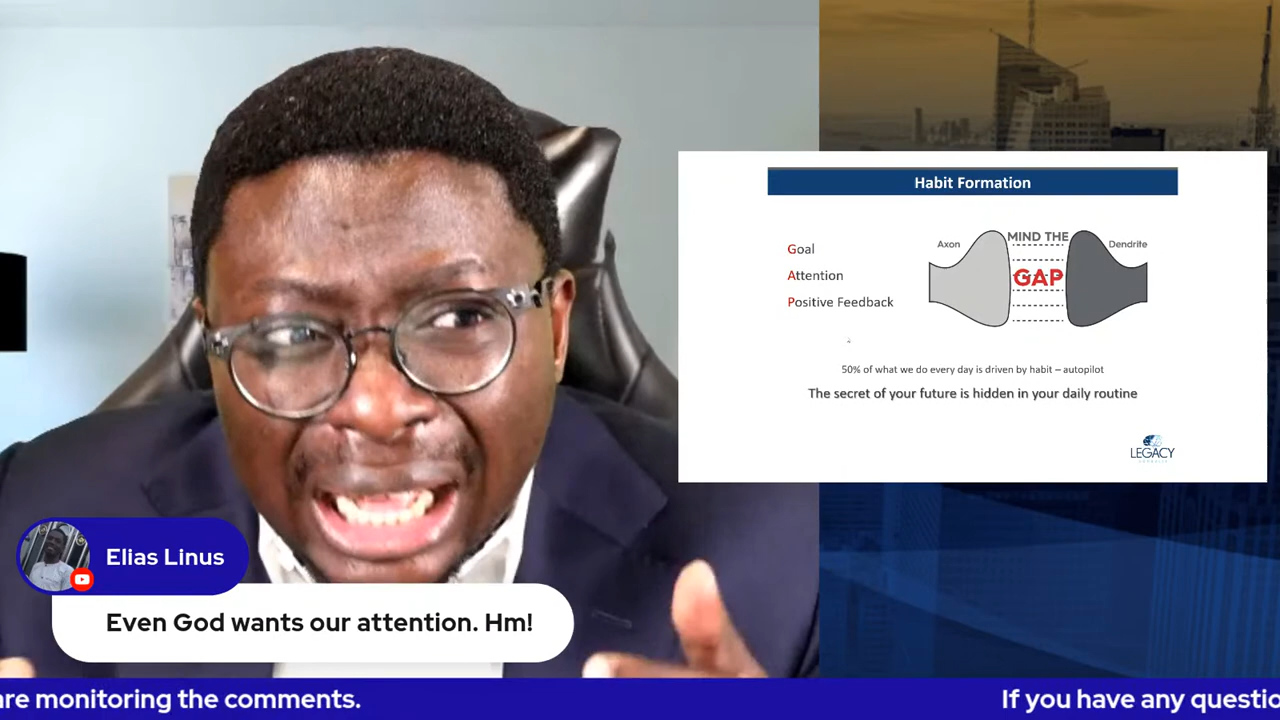 Habit Formation
Goal
Attention
Positive Feedback
Axon
MIND THE
GAP
Dendrite
50% of what we do every day is driven by habit – autopilot
The secret of your future is hidden in your daily routine
LEGACY
Elias Linus
Even God wants our attention. Hm!
are monitoring the comments.
If you have any questio